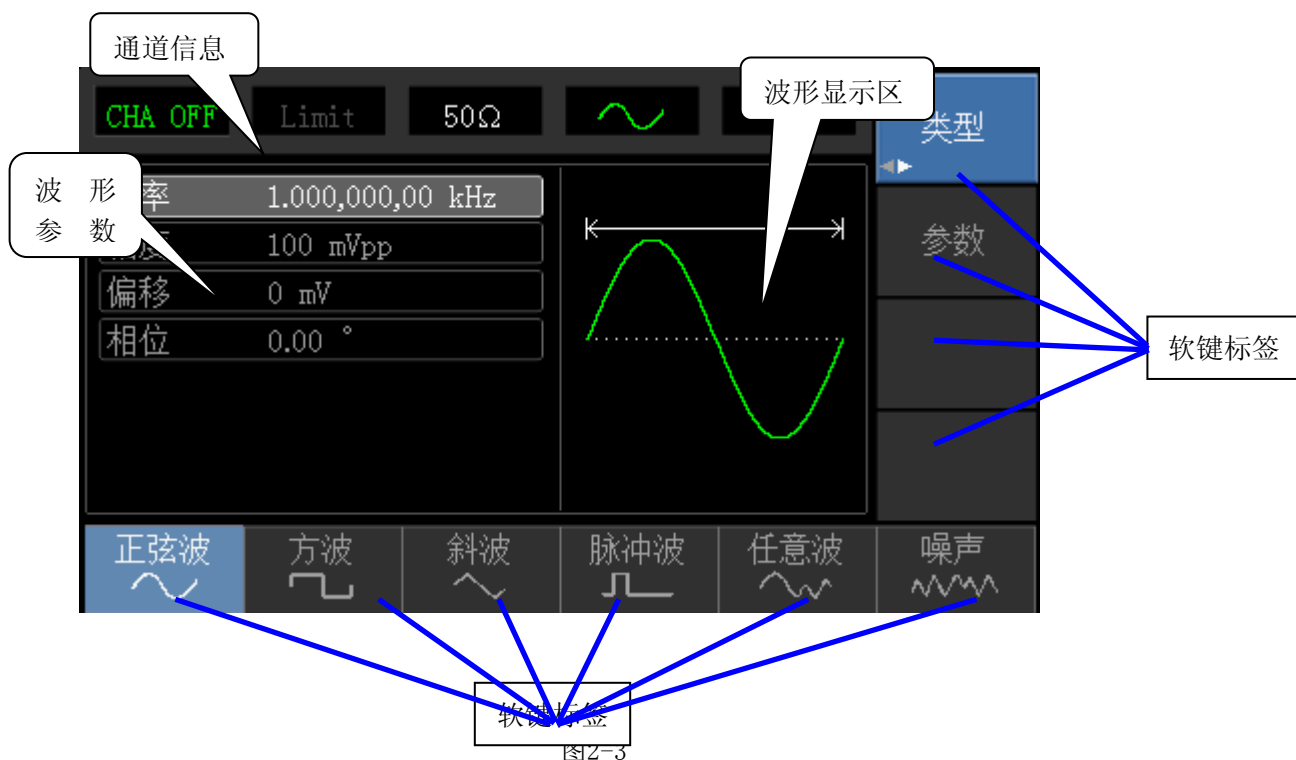 通道信息
波形显示区
CHA OFF
Limit
50Ω
类型
波 形
参 数
率
1.000,000,00 kHz
100 mVpp
偏移
0 mV
相位
0.00 °
参数
软键标签
正弦波
方波
斜波
脉冲波
任意波
噪声
软键标签
图2-3